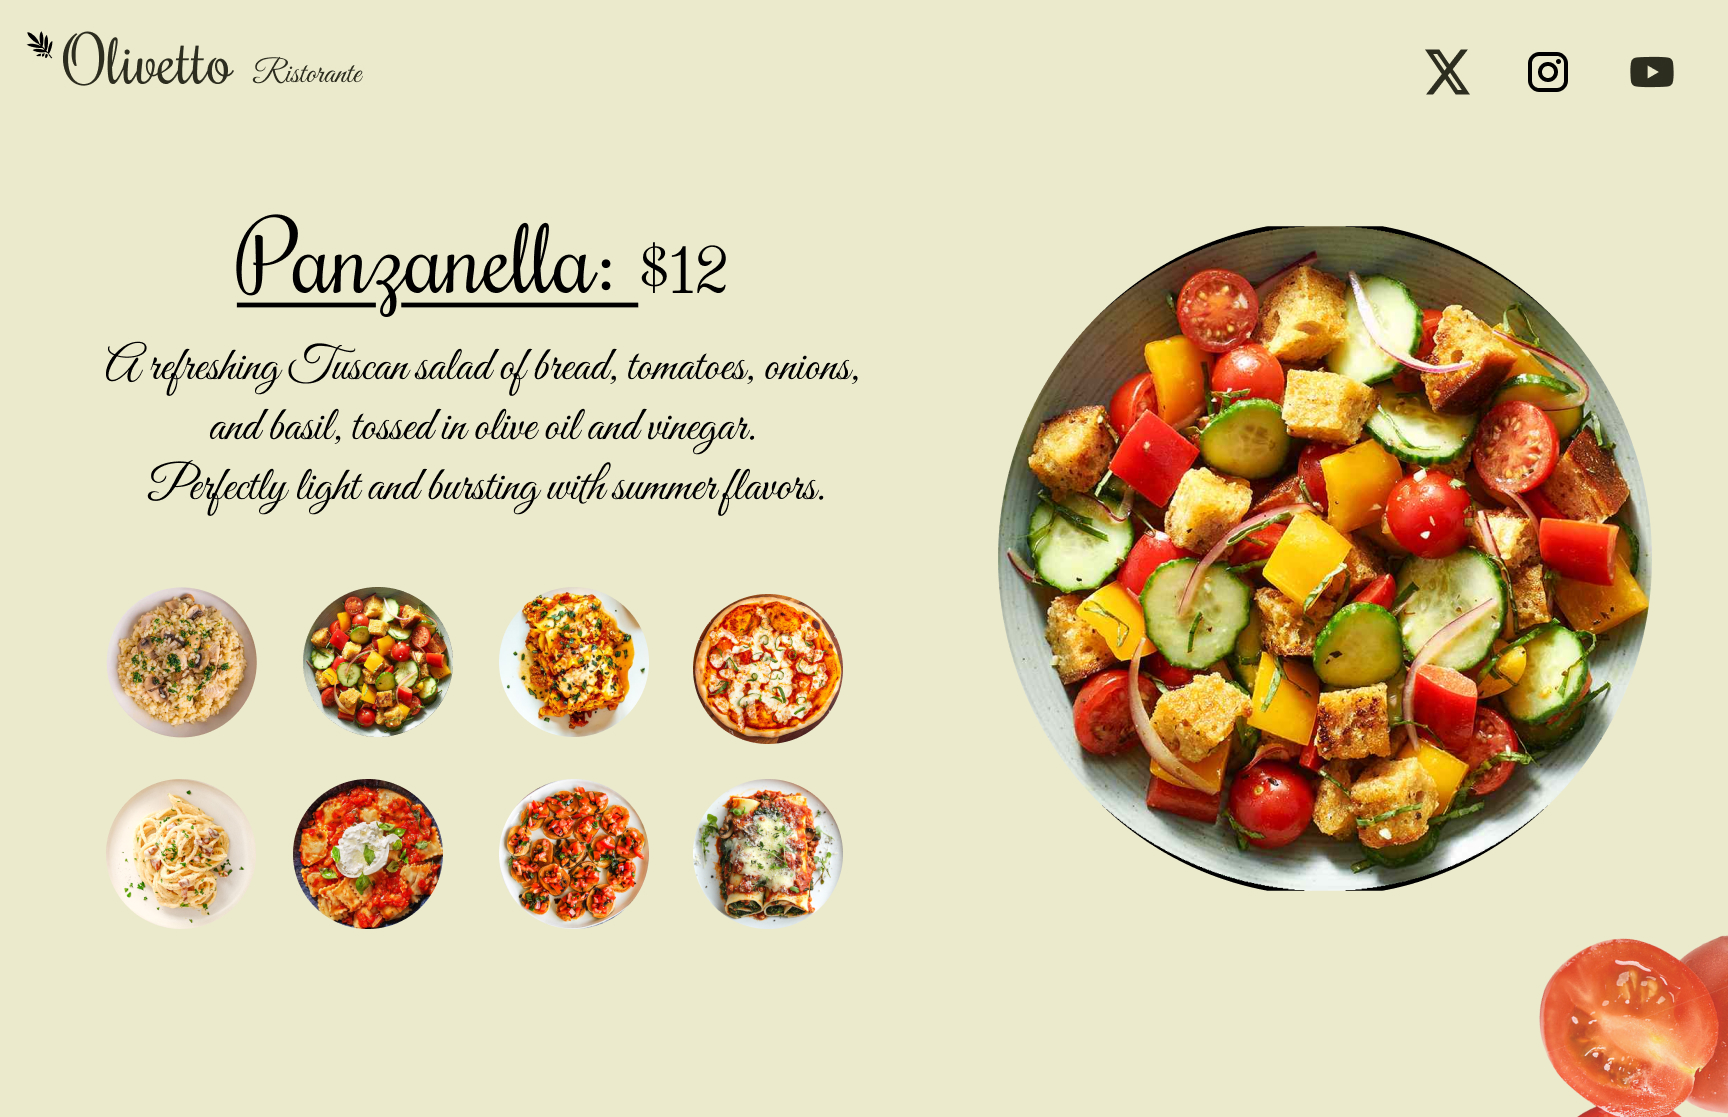 Olivetto Ristorante
Panzanella: $12
A refreshing Tuscan salad of bread, tomatoes, onions,
and basil, tossed in olive oil and vinegar.
Perfectly light and bursting with summer flavors.